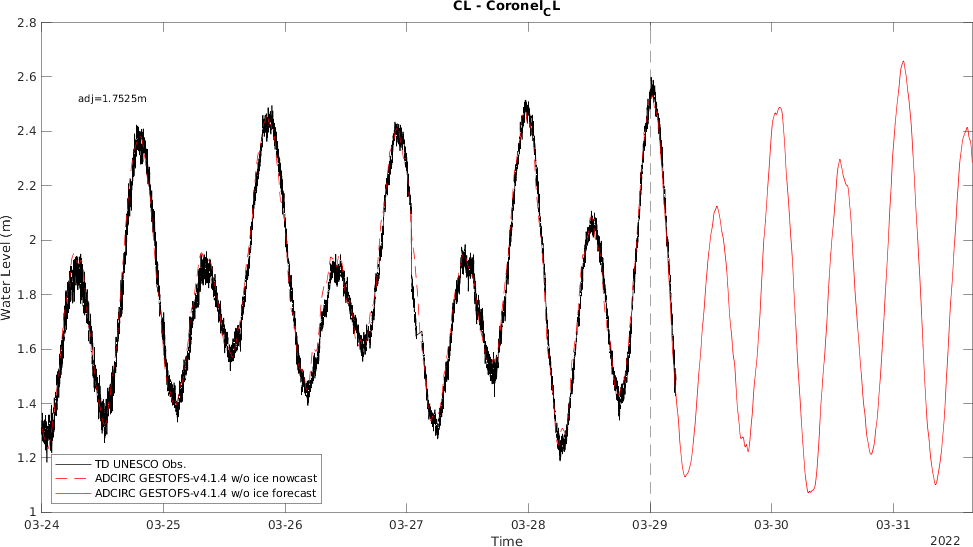 CL - Coronel_CL
2.8
2.6
adj=1.7525m
2.4
2.2
2
Water Level (m)
1.8
1.6
1.4
1.2
TD UNESCO Obs.
ADCIRC GESTOFS-v4.1.4 w/o ice nowcast
ADCIRC GESTOFS-v4.1.4 w/o ice forecast
1
03-24 03-25 03-26 03-27 03-28 03-29 03-30 03-31
Time
2022